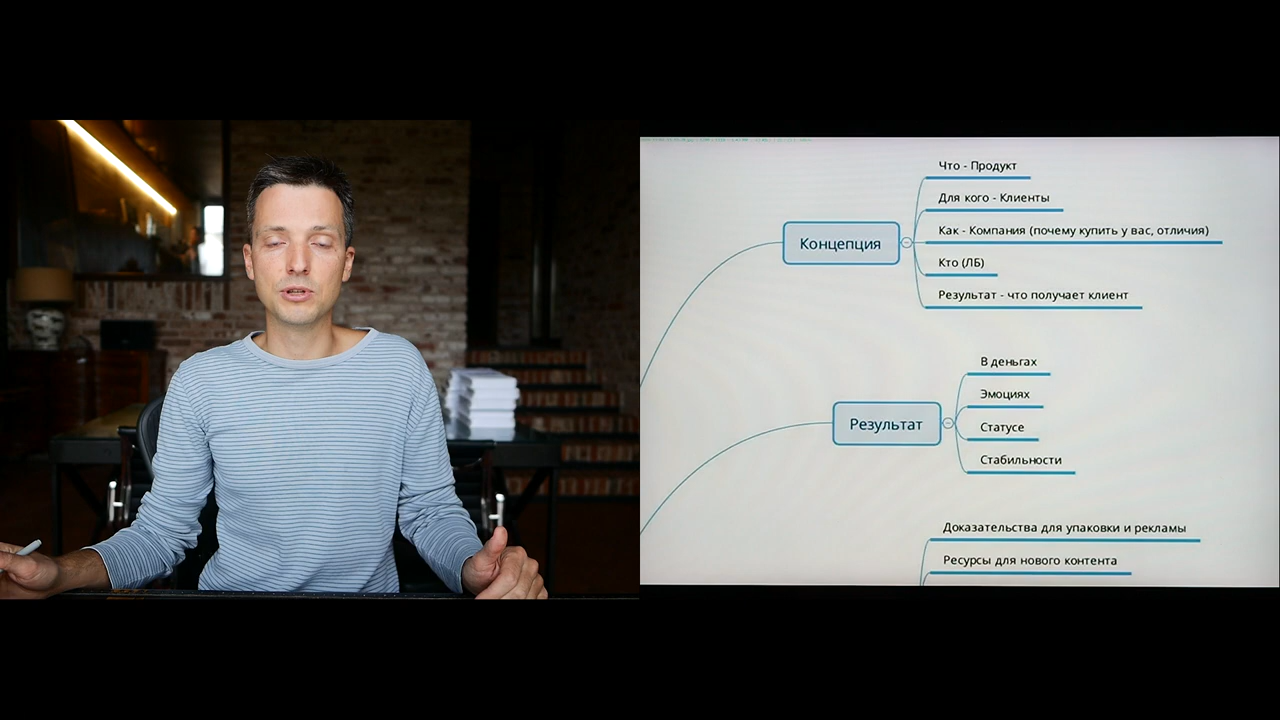 Что - Продукт
Для кого - Клиенты
Как - Компания (почему купить у вас, отличия)
Концепция
Кто (ЛБ)
Результат - что получает клиент
В деньгах
Эмоциях
Результат
Статусе
Стабильности
Доказательства для упаковки и рекламы
Ресурсы для нового контента